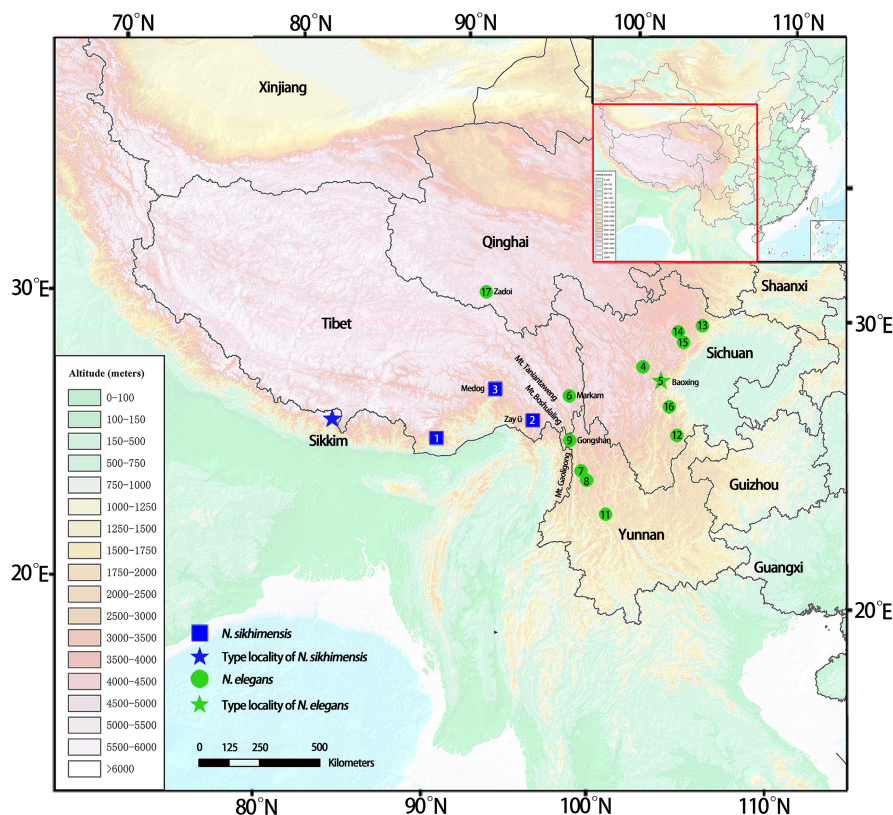 70°N
80°N
90°N
100°N
110°N
Xinjiang
Qinghai
Shaanxi
30°E
17 Zadoi
30°E
Tibet
14
13
15
Sichuan
Mt. Taniantaweng
4
5 Baoxing
Altitude (meters)
Medog 3
Mt. Boshulaling
6 Markam
16
0-100
Zayü 2
100-150
Sikkim
1
9 Gongshan
12
150-500
500-750
Mt. Gaoligong
7
8
Guizhou
750-1000
1000-1250
11
1250-1500
Yunnan
1500-1750
20°E
1750-2000
Guangxi
2000-2500
2500-3000
20°E
3000-3500
N. sikhimensis
3500-4000
Type locality of N. sikhimensis
4000-4500
N. elegans
4500-5000
Type locality of N. elegans
5000-5500
5500-6000
0 125 250 500
Kilometers
>6000
80°N
90°N
100°N
110°N